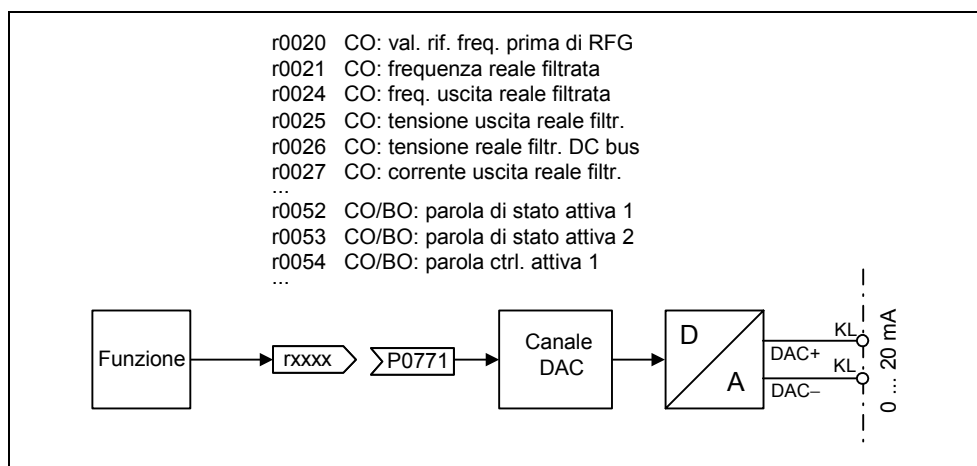 r0020 CO: val. rif. freq. prima di RFG
r0021 CO: frequenza reale filtrata
r0024 CO: freq. uscita reale filtrata
r0025 CO: tensione uscita reale filtr.
r0026 CO: tensione reale filtr. DC bus
r0027 CO: corrente uscita reale filtr.
...
r0052 CO/BO: parola di stato attiva 1
r0053 CO/BO: parola di stato attiva 2
r0054 CO/BO: parola ctrl. attiva 1
...
Funzione
rxxxx
P0771
Canale
DAC
D
A
KL
DAC+
KL
DAC–
0 ... 20 mA